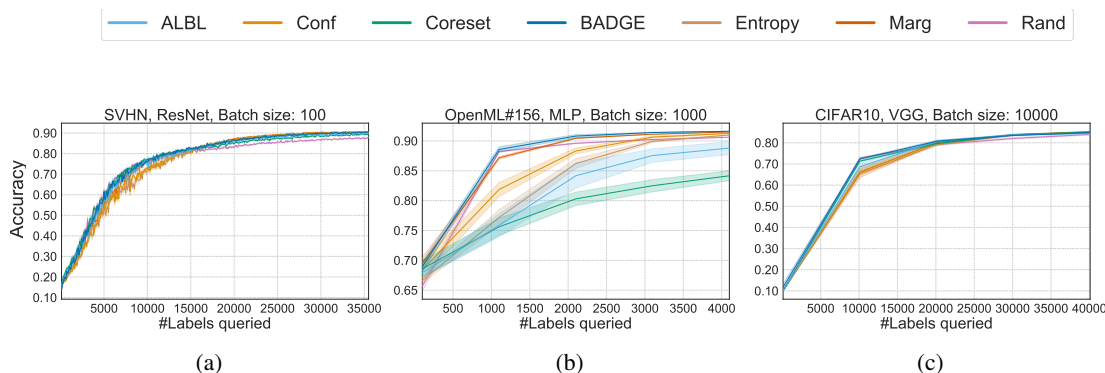 ALBL Conf Coreset BADGE Entropy Marg Rand
SVHN, ResNet, Batch size: 100
Accuracy
0.90
0.80
0.70
0.60
0.50
0.40
0.30
0.20
0.10
5000 10000 15000 20000 25000 30000 35000
#Labels queried
(a)
OpenML#156, MLP, Batch size: 1000
0.90
0.85
0.80
0.75
0.70
0.65
500 1000 1500 2000 2500 3000 3500 4000
#Labels queried
(b)
CIFAR10, VGG, Batch size: 10000
0.80
0.70
0.60
0.50
0.40
0.30
0.20
0.10
5000 10000 15000 20000 25000 30000 35000 40000
#Labels queried
(c)